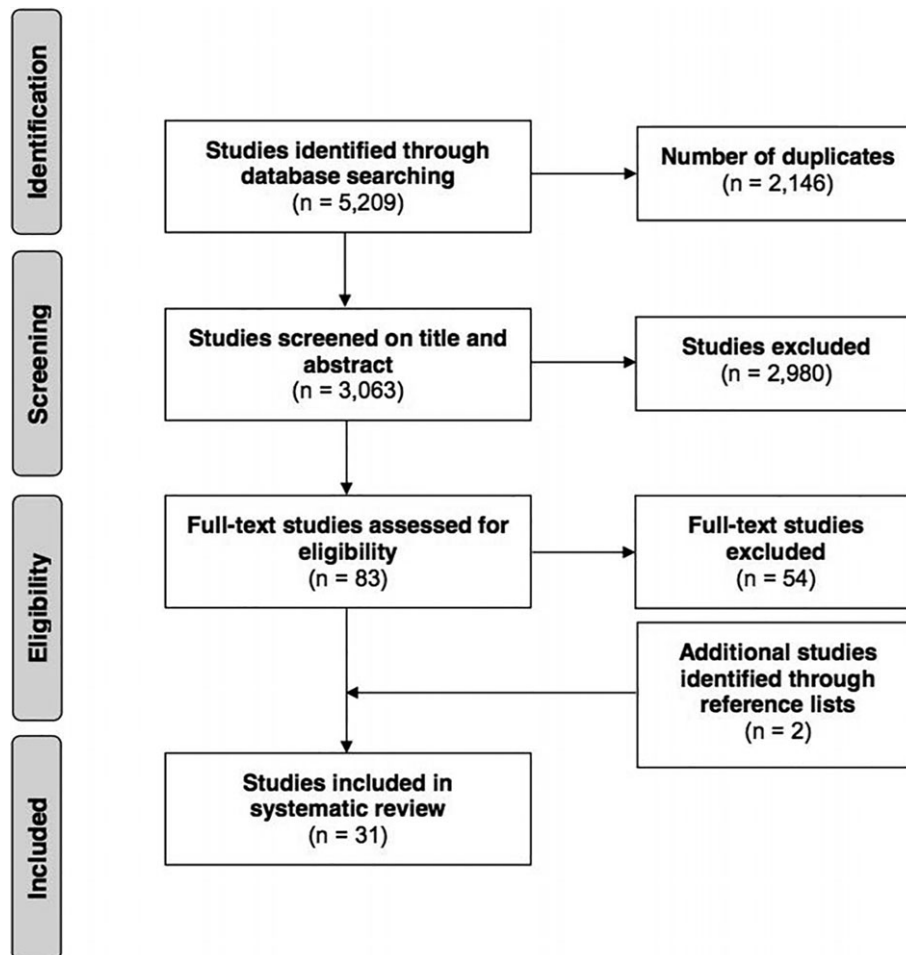 Identification
Studies identified through
database searching
(n = 5,209)
Number of duplicates
(n = 2,146)
Screening
Studies screened on title and
abstract
(n = 3,063)
Studies excluded
(n = 2,980)
Eligibility
Full-text studies assessed for
eligibility
(n = 83)
Full-text studies
excluded
(n = 54)
Additional studies
identified through
reference lists
(n = 2)
Included
Studies included in
systematic review
(n = 31)